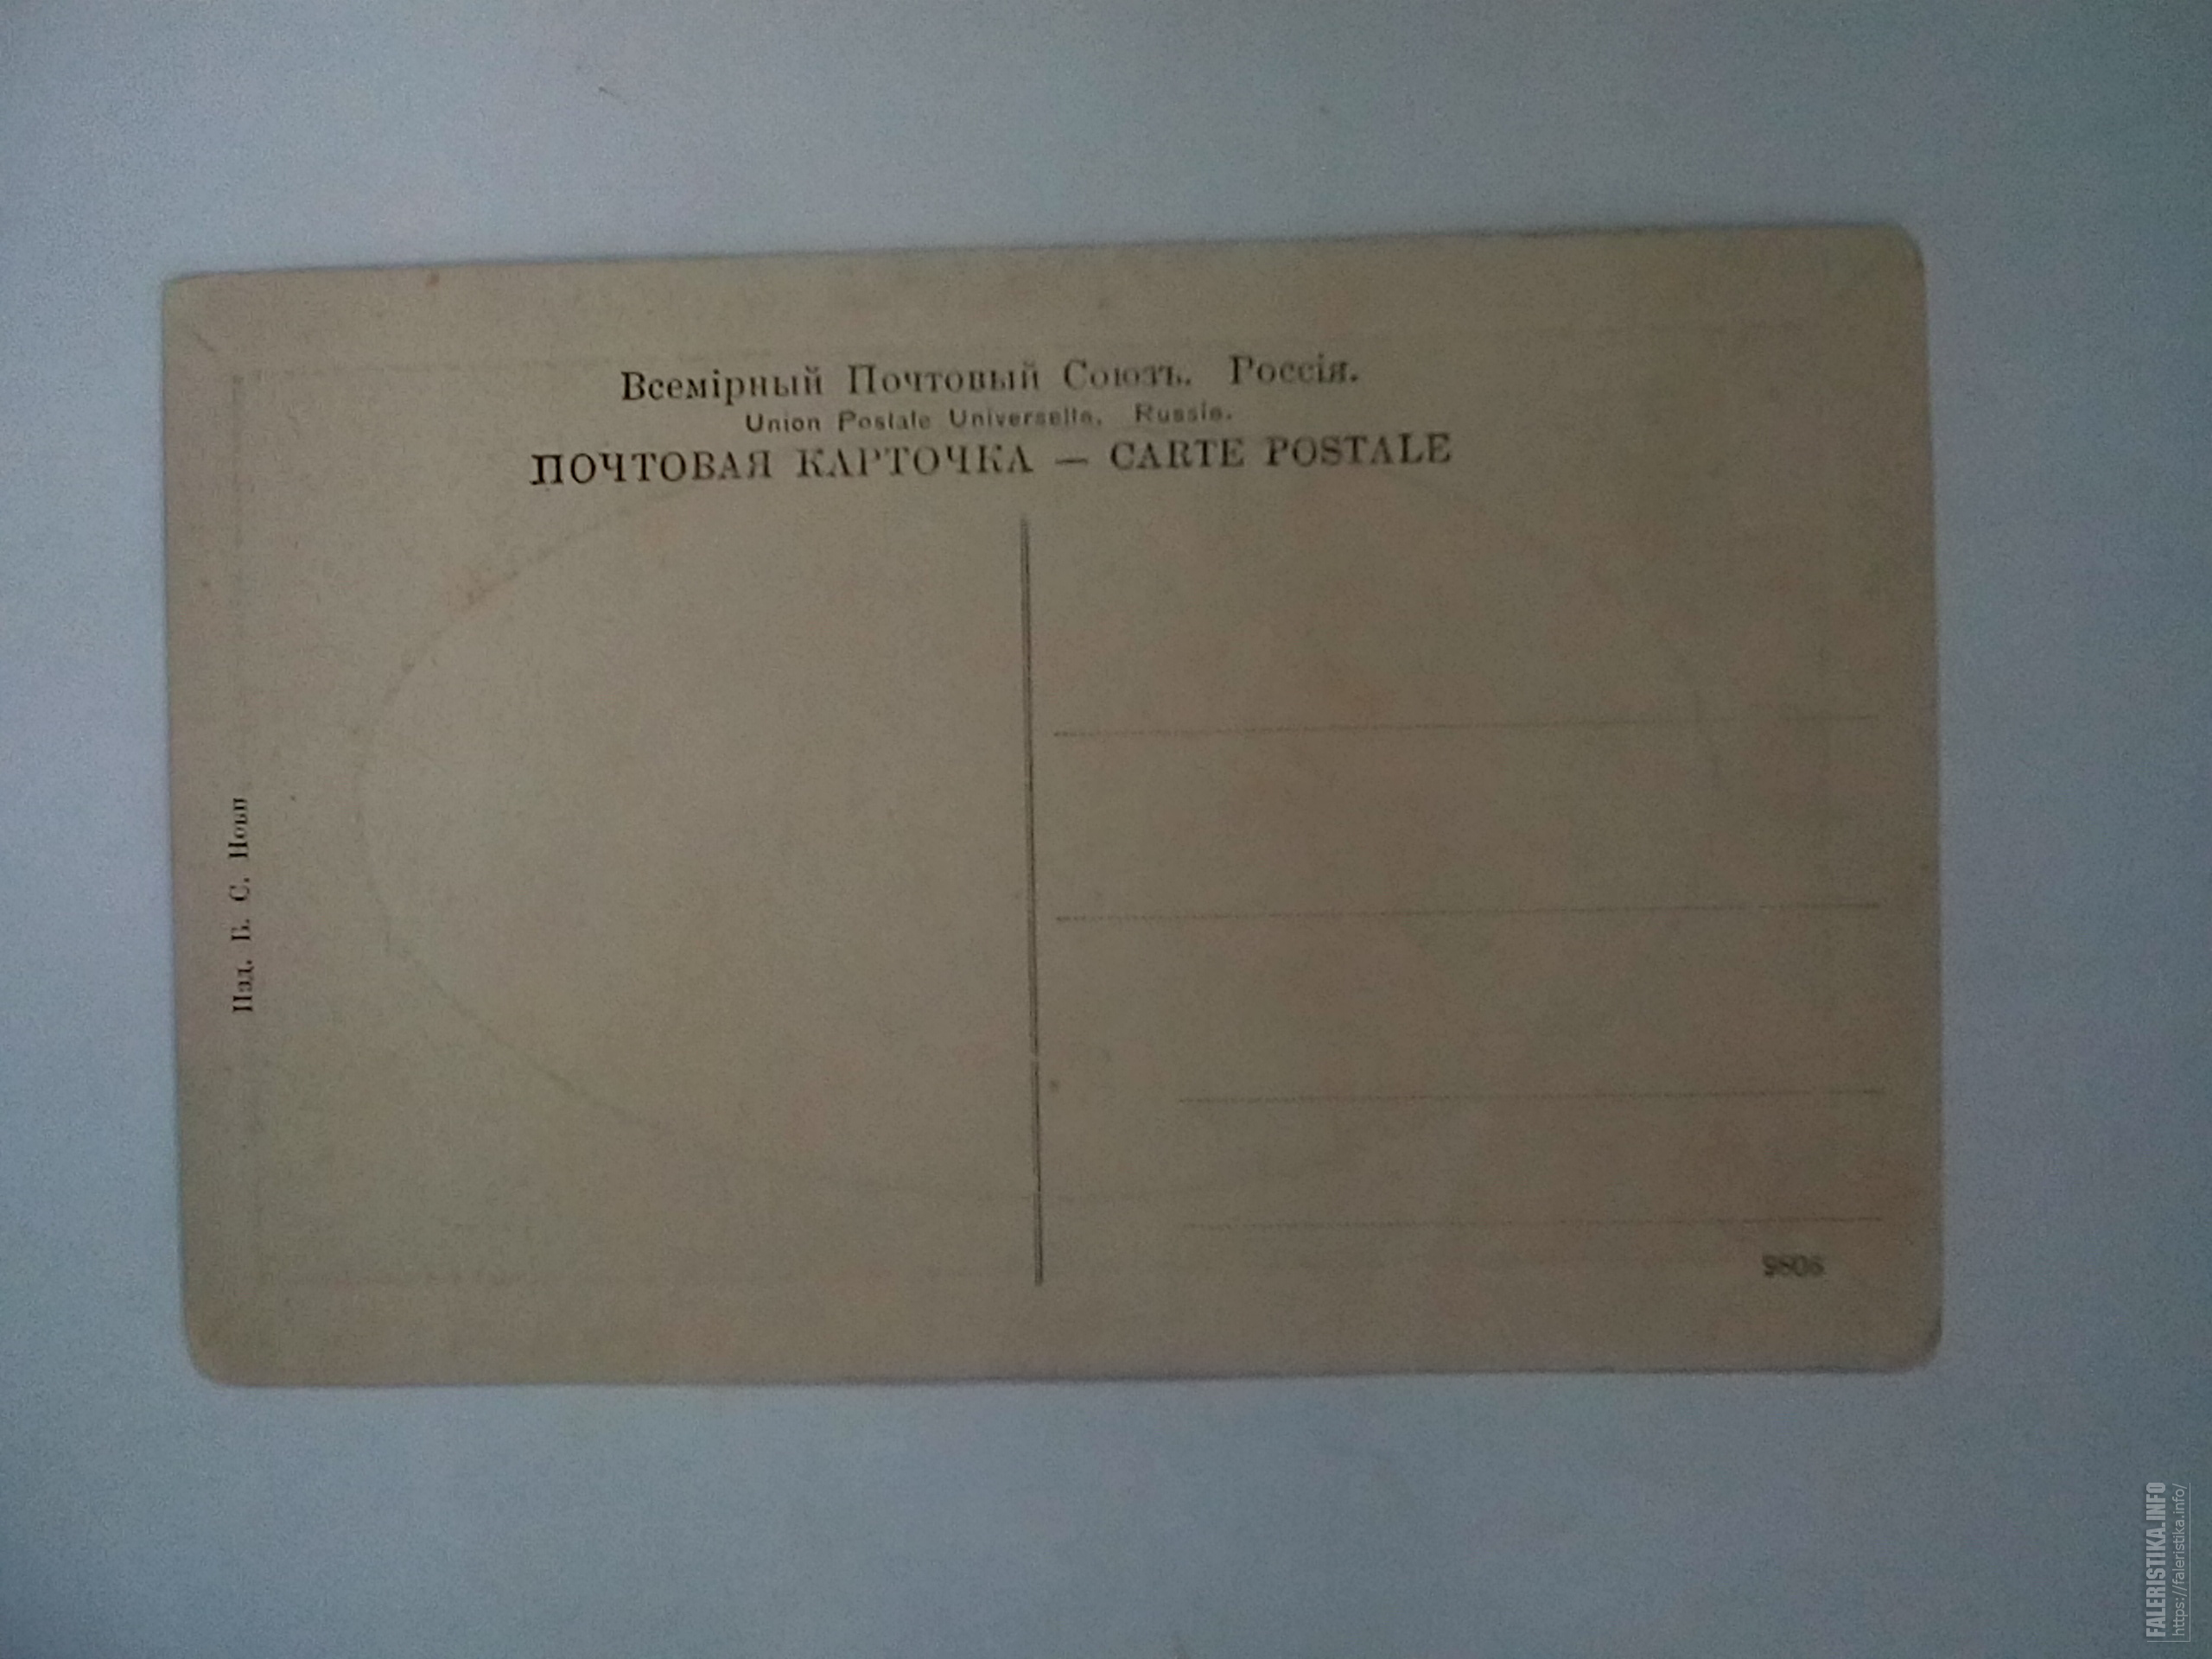 Всемірный Почтовый Союзъ. Россія.
Union Postale Universelle. Russie.
ПОЧТОВАЯ КАРТОЧКА — CARTE POSTALE
Изд. Б. С. Нови
9806
FALERISTIKA.INFO
https://faleristika.info/